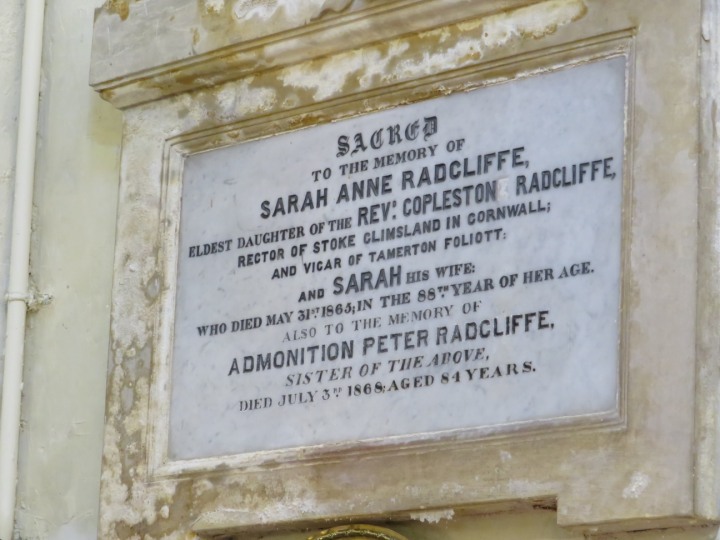 SACRED
TO THE MEMORY OF
SARAH ANNE RADCLIFFE,
ELDEST DAUGHTER OF THE REVD. COPLESTON RADCLIFFE,
RECTOR OF STOKE CLIMSLAND IN CORNWALL;
AND VICAR OF TAMERTON FOLIOTT:
AND SARAH HIS WIFE:
WHO DIED MAY 31ST 1865; IN THE 88TH YEAR OF HER AGE.
ALSO TO THE MEMORY OF
ADMONITION PETER RADCLIFFE,
SISTER OF THE ABOVE,
DIED JULY 3RD 1868; AGED 84 YEARS.